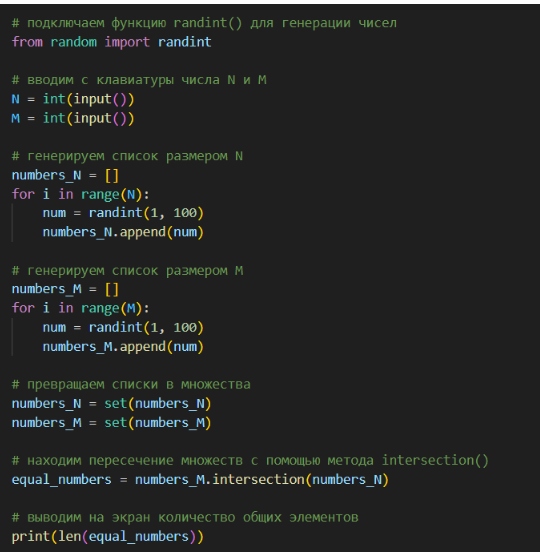 # подключаем функцию randint() для генерации чисел
from random import randint
# вводим с клавиатуры числа N и M
N = int(input())
M = int(input())
# генерируем список размером N
numbers_N = []
for i in range(N):
    num = randint(1, 100)
    numbers_N.append(num)
# генерируем список размером M
numbers_M = []
for i in range(M):
    num = randint(1, 100)
    numbers_M.append(num)
# превращаем списки в множества
numbers_N = set(numbers_N)
numbers_M = set(numbers_M)
# находим пересечение множеств с помощью метода intersection()
equal_numbers = numbers_M.intersection(numbers_N)
# выводим на экран количество общих элементов
print(len(equal_numbers))